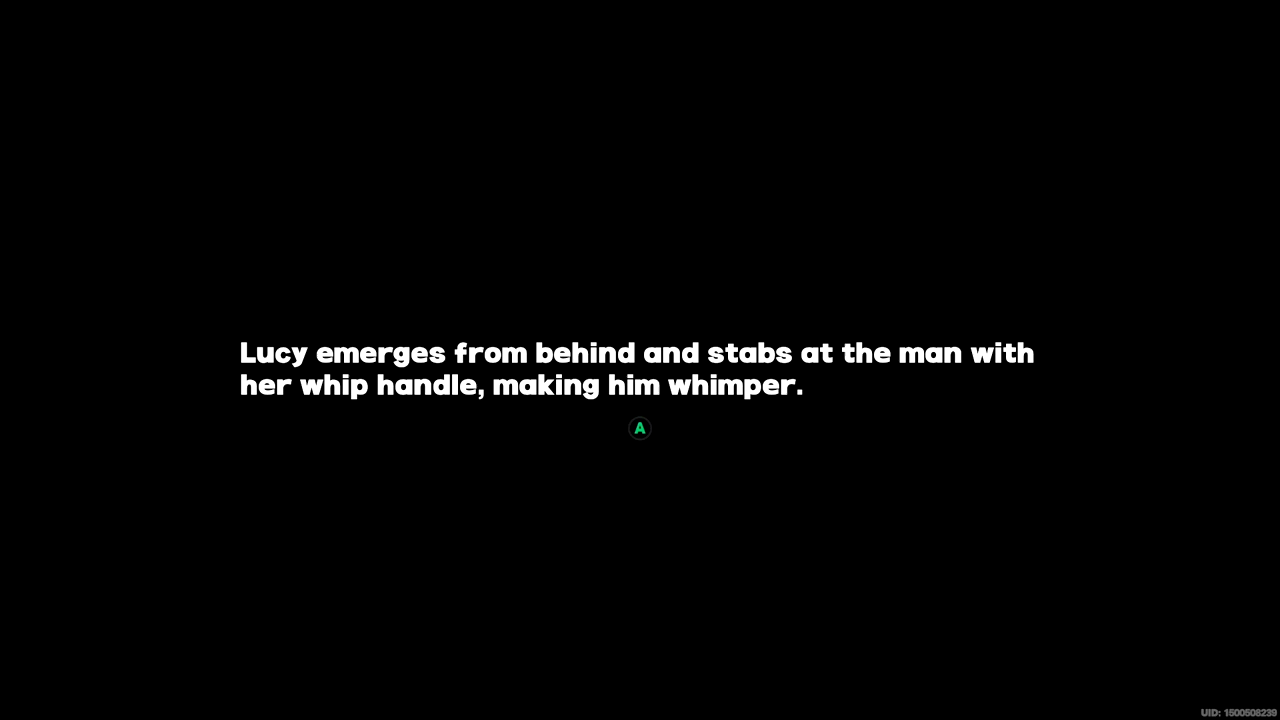 Lucy emerges from behind and stabs at the man with
her whip handle, making him whimper.
A
UID: 1500508239